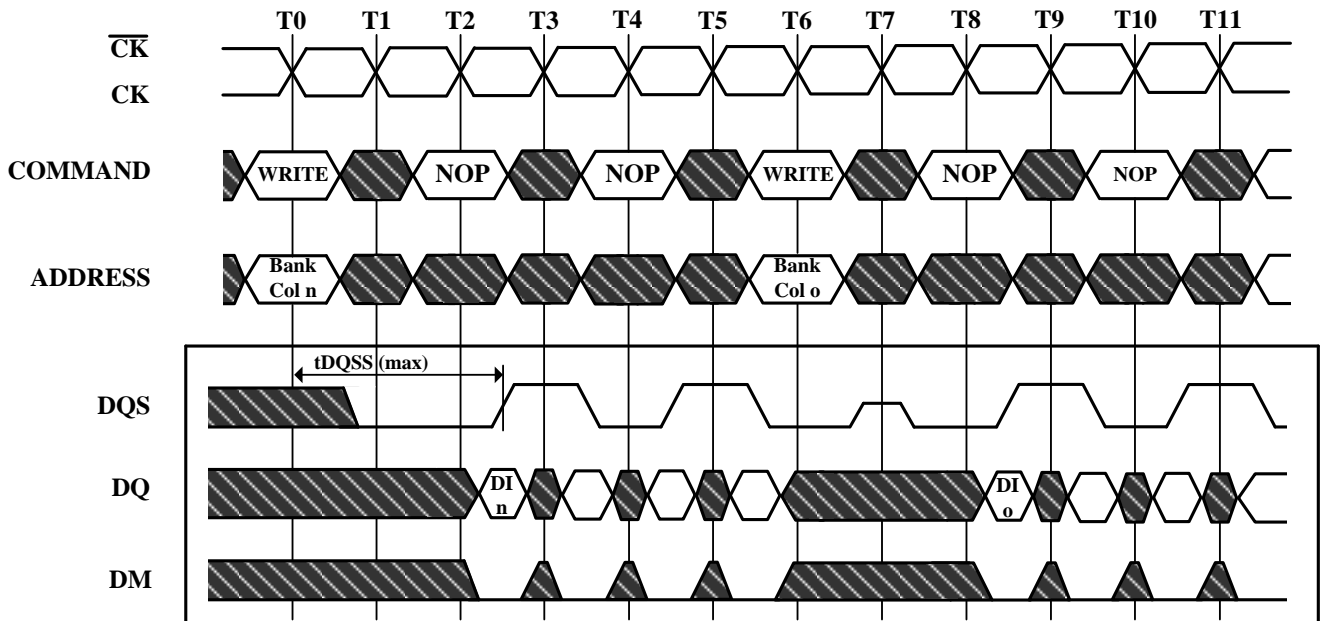 T0 T1 T2 T3 T4 T5 T6 T7 T8 T9 T10 T11
CK
CK
COMMAND WRITE NOP NOP WRITE NOP NOP
ADDRESS Bank Col n Bank Col o
tDQSS (max)
DQS
DQ DI n DI o
DM